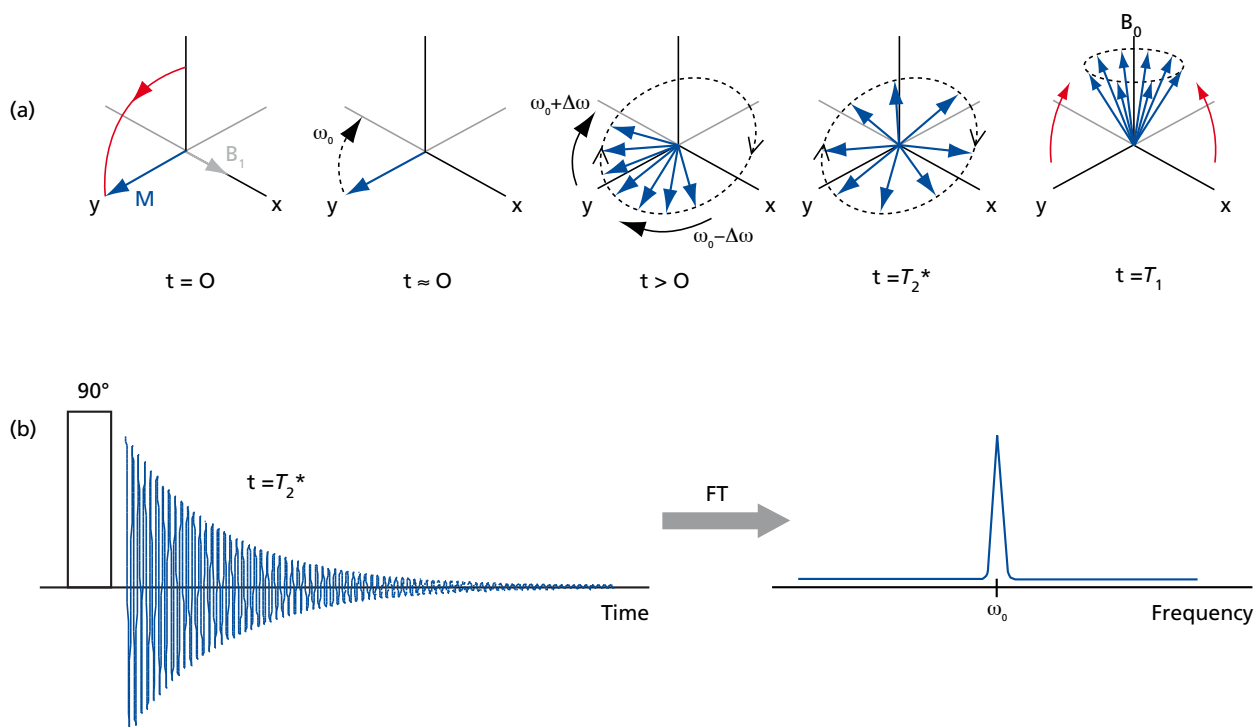 (a)
B₁
M
y
x
t = O
ω₀
y
x
t ≈ O
ω₀+Δω
y
x
ω₀−Δω
t > O
y
x
t =T₂*
B₀
y
x
t =T₁
(b)
90°
t =T₂*
Time
FT
ω₀
Frequency